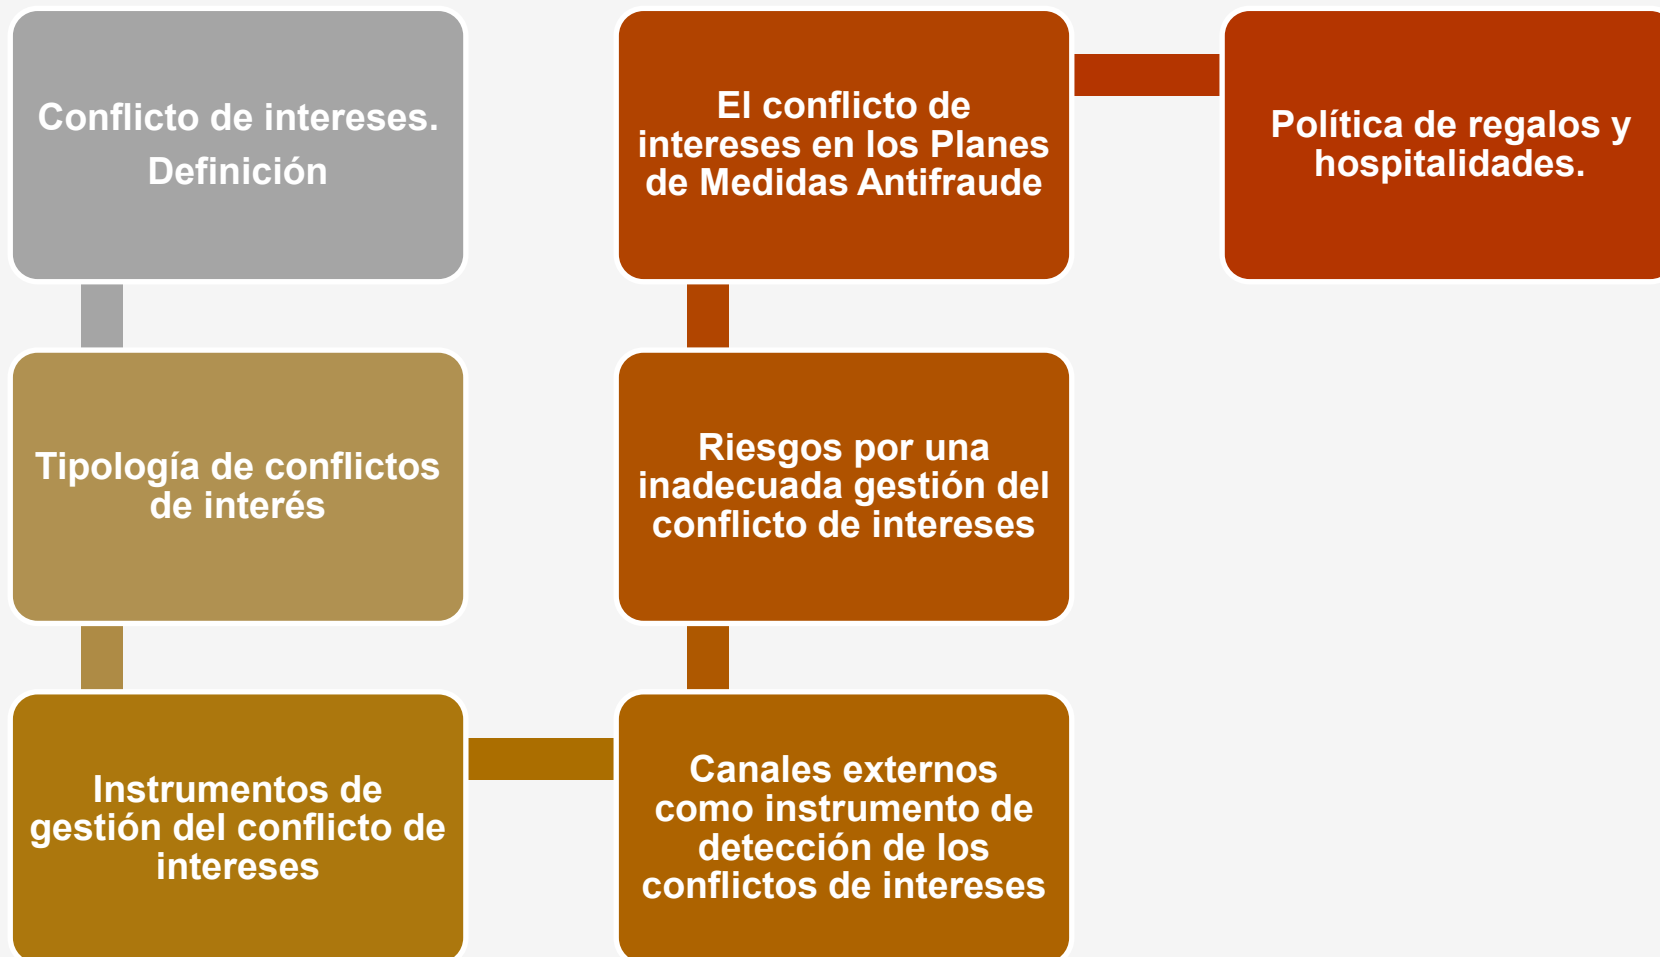 Conflicto de intereses.
Definición
Tipología de conflictos
de interés
Instrumentos de
gestión del conflicto de
intereses
Canales externos
como instrumento de
detección de los
conflictos de intereses
Riesgos por una
inadecuada gestión del
conflicto de intereses
El conflicto de
intereses en los Planes
de Medidas Antifraude
Política de regalos y
hospitalidades.